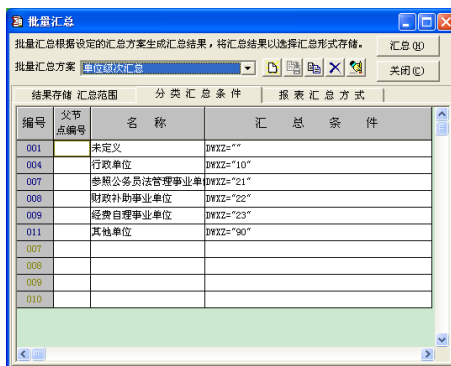 批量汇总
批量汇总根据设定的汇总方案生成汇总结果，将汇总结果以选择汇总形式存储。
汇总(H)
批量汇总方案 单位级次汇总
关闭(C)
结果存储 汇总范围 分类汇总条件 报表汇总方式
编号 父节点编号 名称 汇总条件
001 未定义 DWXZ=""
004 行政单位 DWXZ="10"
007 参照公务员法管理事业单 DWXZ="21"
008 财政补助事业单位 DWXZ="22"
009 经费自理事业单位 DWXZ="23"
011 其他单位 DWXZ="90"
007
008
009
010